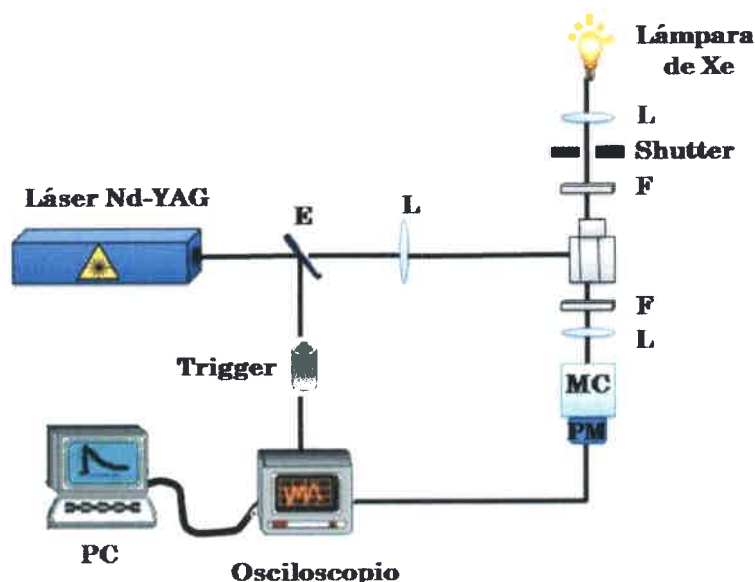 Lámpara
de Xe
L
Shutter
F
Láser Nd-YAG
E
L
F
L
Trigger
MC
PM
PC
Osciloscopio